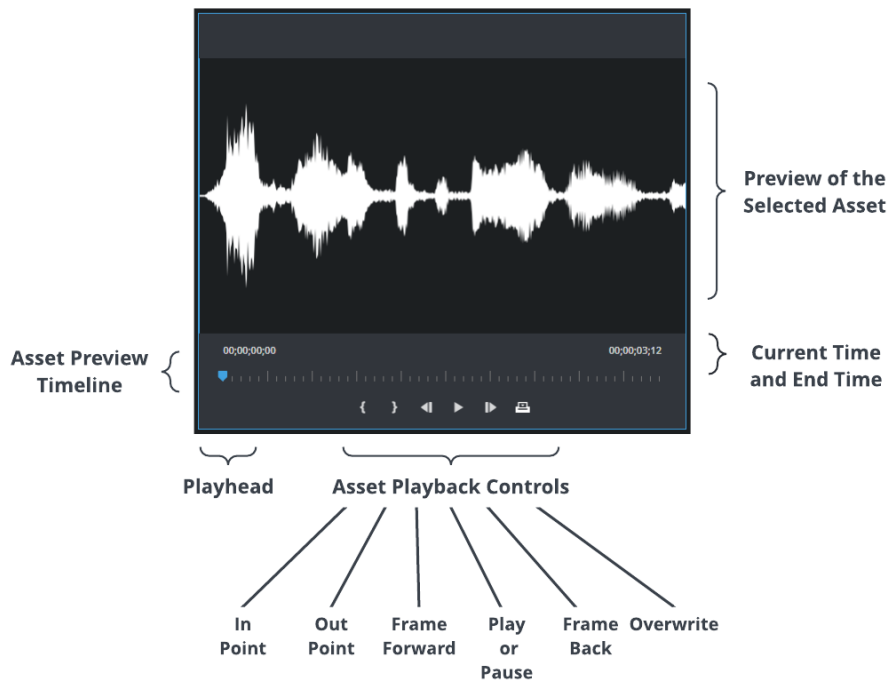 Preview of the
Selected Asset
00;00;00;00
00;00;03;12
Asset Preview
Timeline
Current Time
and End Time
{ }
Playhead
Asset Playback Controls
In
Point
Out
Point
Frame
Forward
Play
or
Pause
Frame
Back
Overwrite